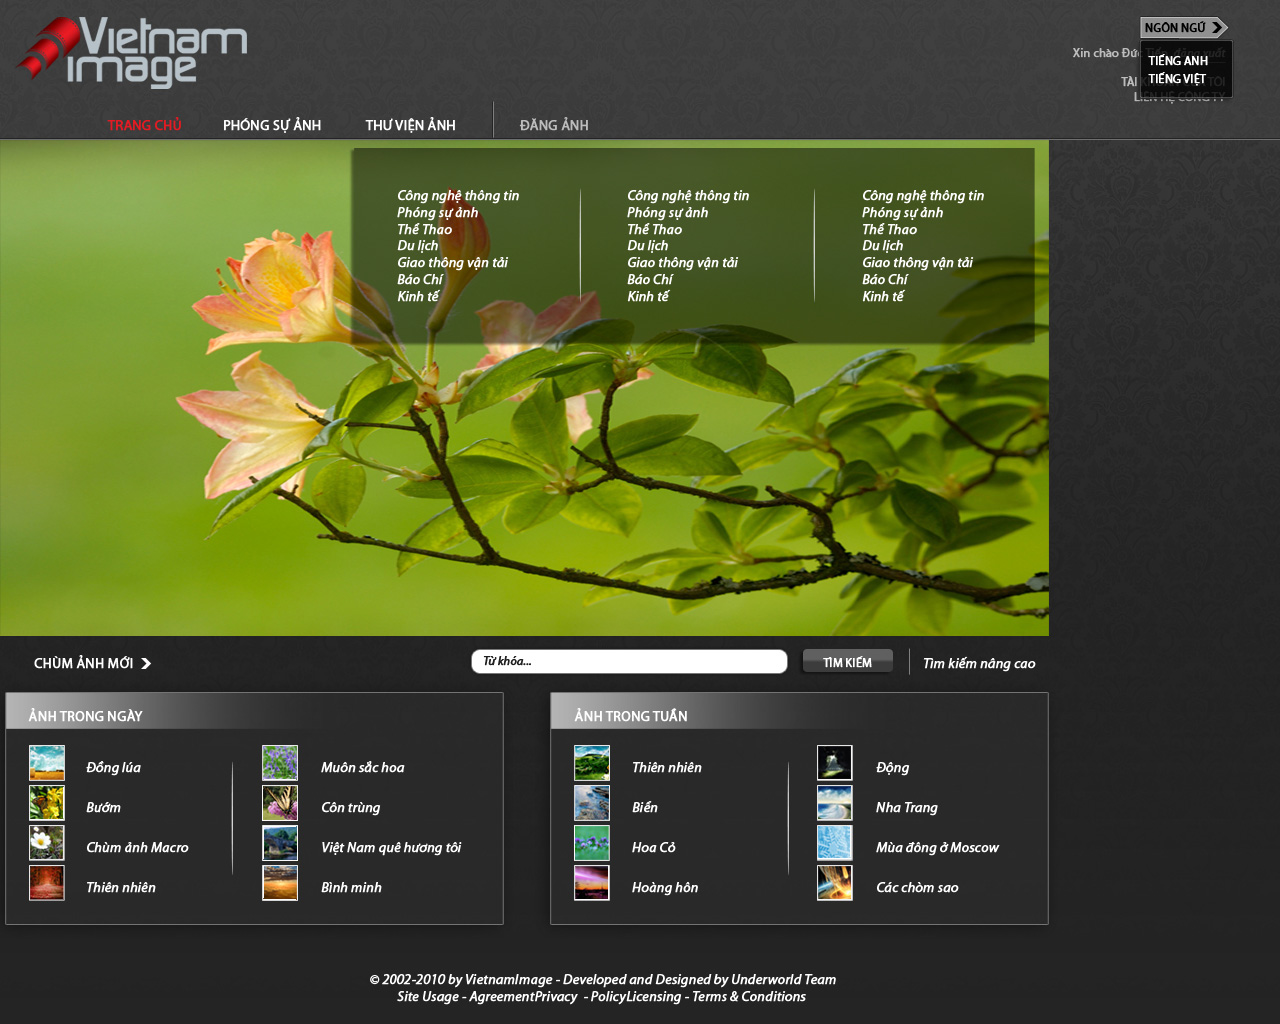 Vietnam
image
NGÔN NGỮ
Xin chào Đức
TIẾNG ANH
TIẾNG VIỆT
LIÊN HỆ CÔNG TY
TRANG CHỦ
PHÓNG SỰ ẢNH
THƯ VIỆN ẢNH
ĐĂNG ẢNH
Công nghệ thông tin
Phóng sự ảnh
Thể Thao
Du lịch
Giao thông vận tải
Báo Chí
Kinh tế
Công nghệ thông tin
Phóng sự ảnh
Thể Thao
Du lịch
Giao thông vận tải
Báo Chí
Kinh tế
Công nghệ thông tin
Phóng sự ảnh
Thể Thao
Du lịch
Giao thông vận tải
Báo Chí
Kinh tế
CHÙM ẢNH MỚI
Từ khóa...
TÌM KIẾM
Tìm kiếm nâng cao
ẢNH TRONG NGÀY
Đồng lúa
Bướm
Chùm ảnh Macro
Thiên nhiên
Muôn sắc hoa
Côn trùng
Việt Nam quê hương tôi
Bình minh
ẢNH TRONG TUẦN
Thiên nhiên
Biển
Hoa Cỏ
Hoàng hôn
Động
Nha Trang
Mùa đông ở Moscow
Các chòm sao
© 2002-2010 by VietnamImage - Developed and Designed by Underworld Team
Site Usage - AgreementPrivacy - PolicyLicensing - Terms & Conditions